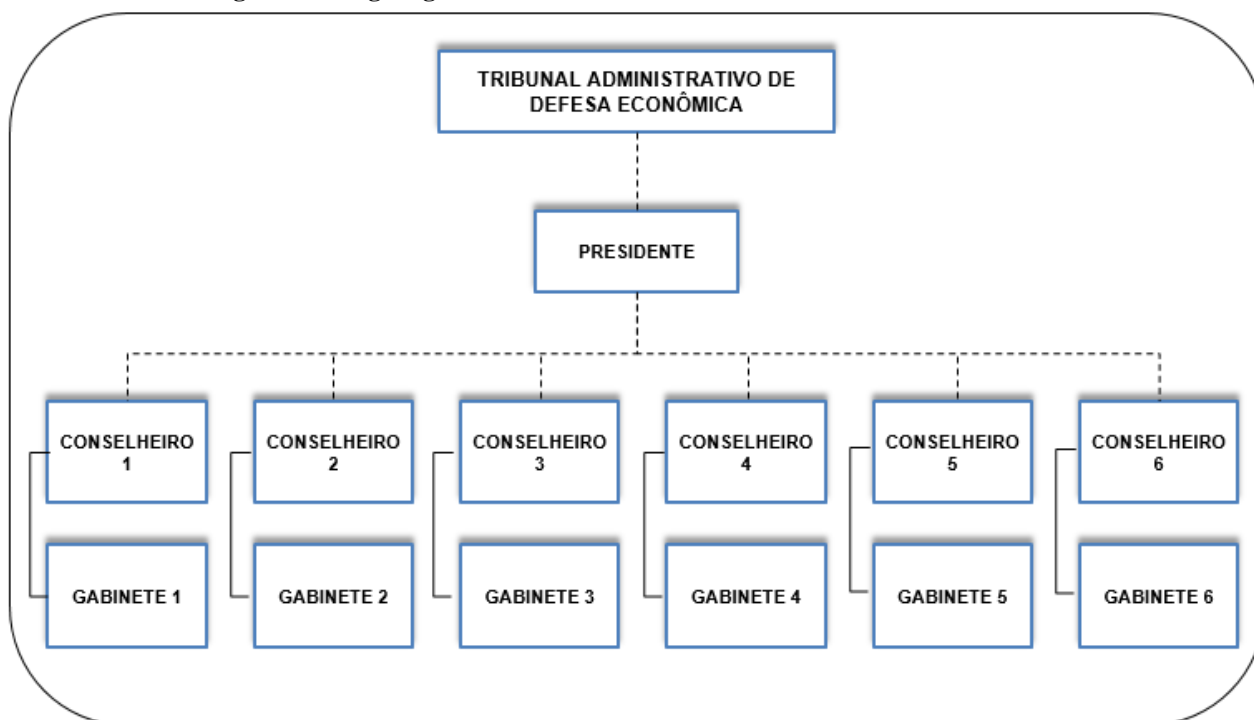 TRIBUNAL ADMINISTRATIVO DE
DEFESA ECONÔMICA
PRESIDENTE
CONSELHEIRO
1
CONSELHEIRO
2
CONSELHEIRO
3
CONSELHEIRO
4
CONSELHEIRO
5
CONSELHEIRO
6
GABINETE 1
GABINETE 2
GABINETE 3
GABINETE 4
GABINETE 5
GABINETE 6